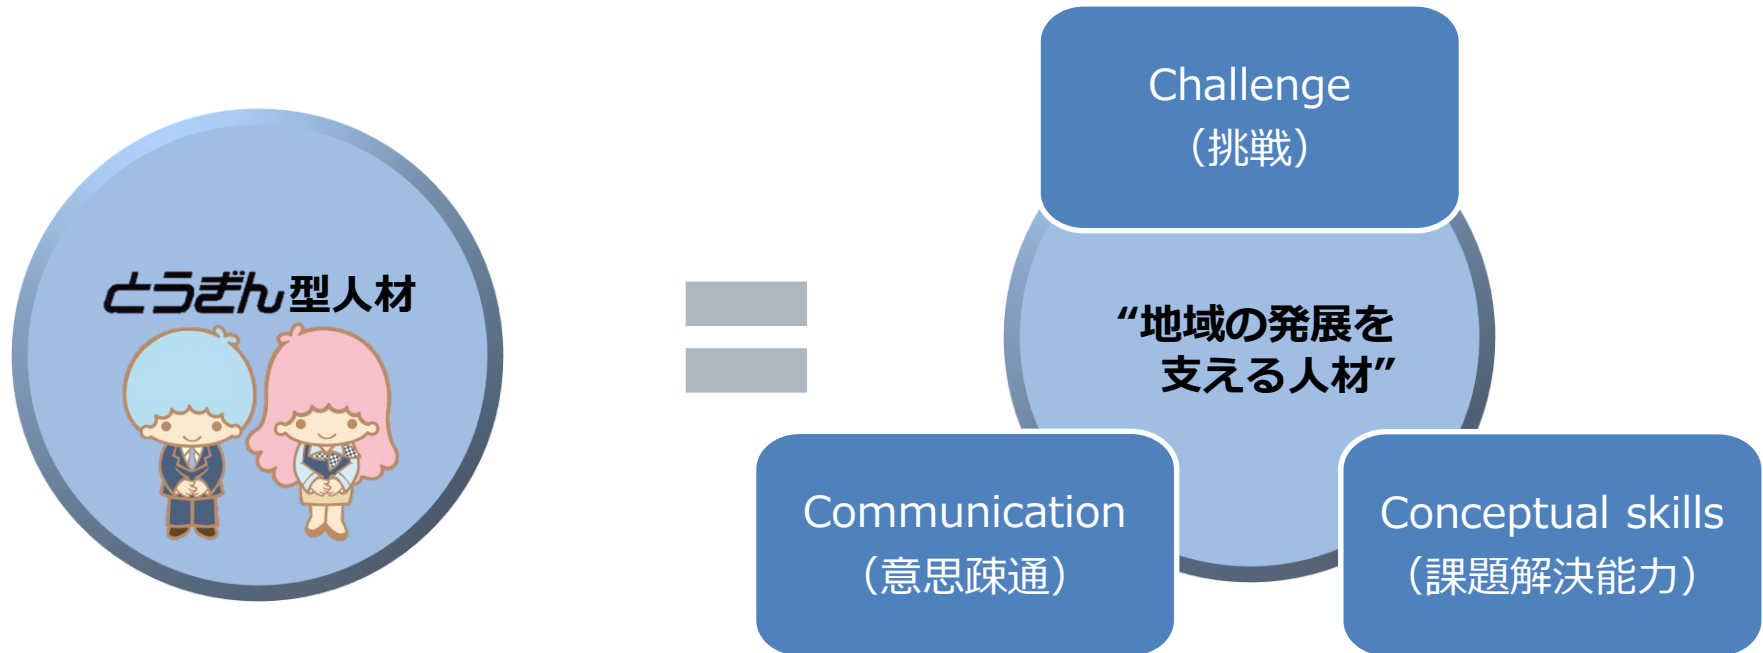 とうぎん型人材
Challenge
（挑戦）
“地域の発展を
支える人材”
Communication
（意思疎通）
Conceptual skills
（課題解決能力）